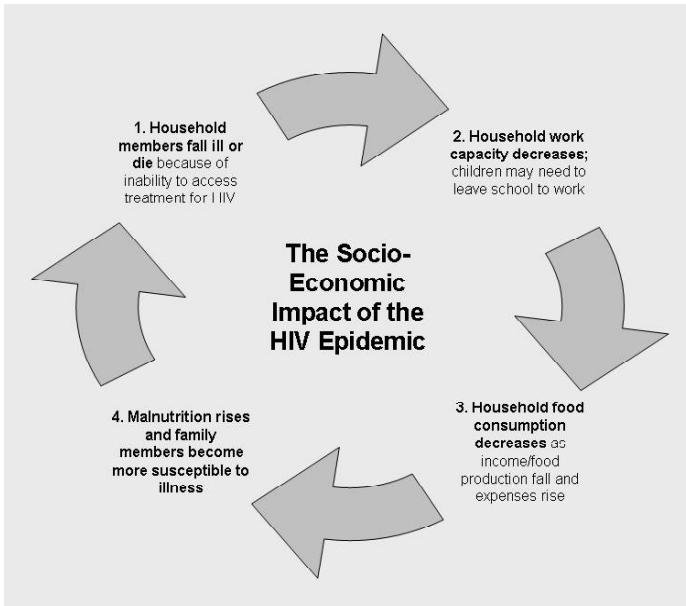 1. Household
members fall ill or
die because of
inability to access
treatment for HIV
2. Household work
capacity decreases;
children may need to
leave school to work
The Socio-
Economic
Impact of the
HIV Epidemic
3. Household food
consumption
decreases as
income/food
production fall and
expenses rise
4. Malnutrition rises
and family
members become
more susceptible to
illness